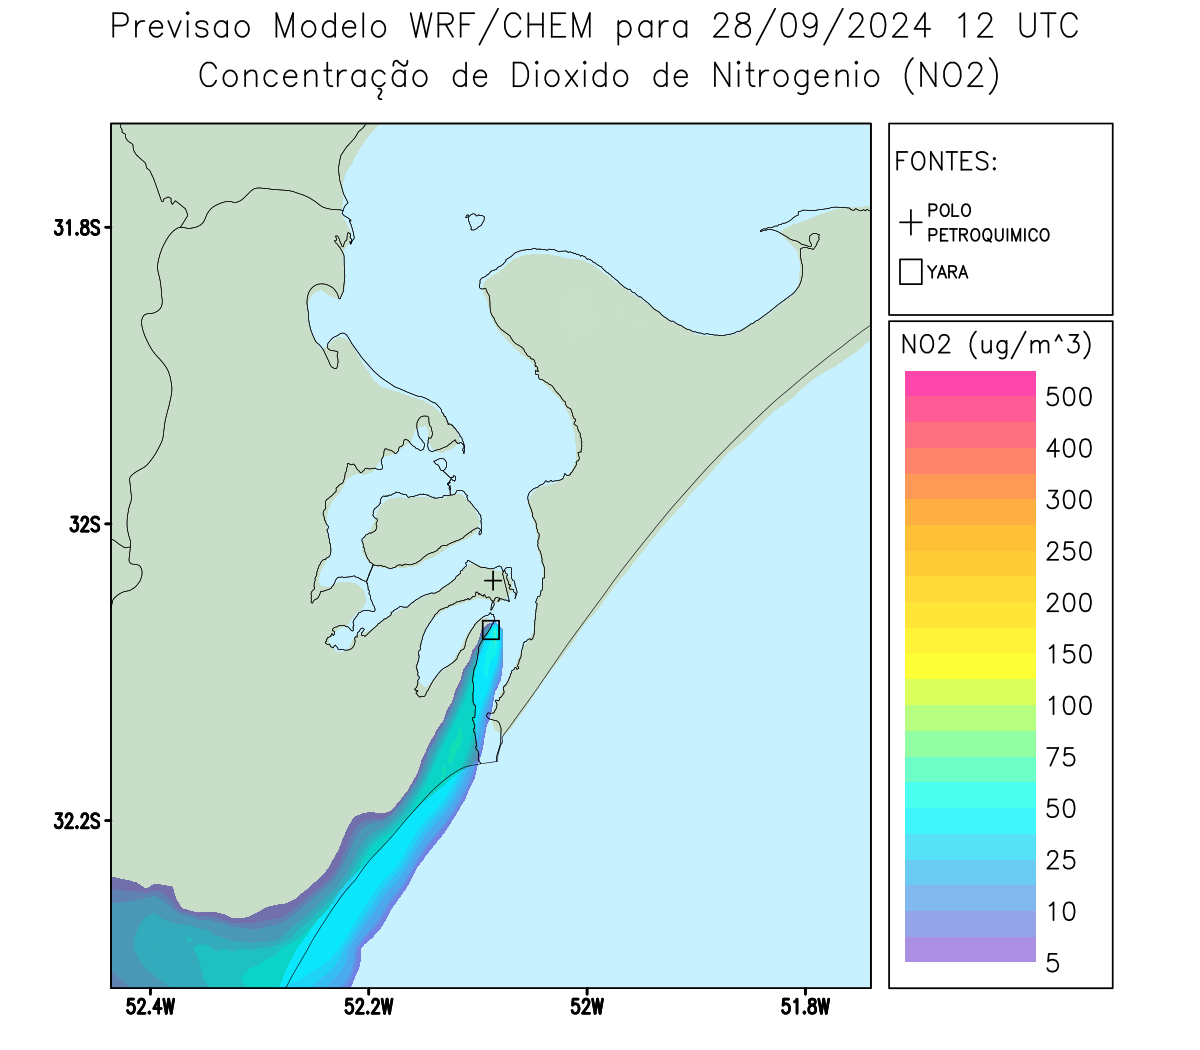 Previsao Modelo WRF/CHEM para 28/09/2024 12 UTC
Concentração de Dioxido de Nitrogenio (NO2)
FONTES:
POLO
PETROQUIMICO
YARA
NO2 (ug/m^3)
500
400
300
250
200
150
100
75
50
25
10
5
31.8S
32S
32.2S
52.4W
52.2W
52W
51.8W